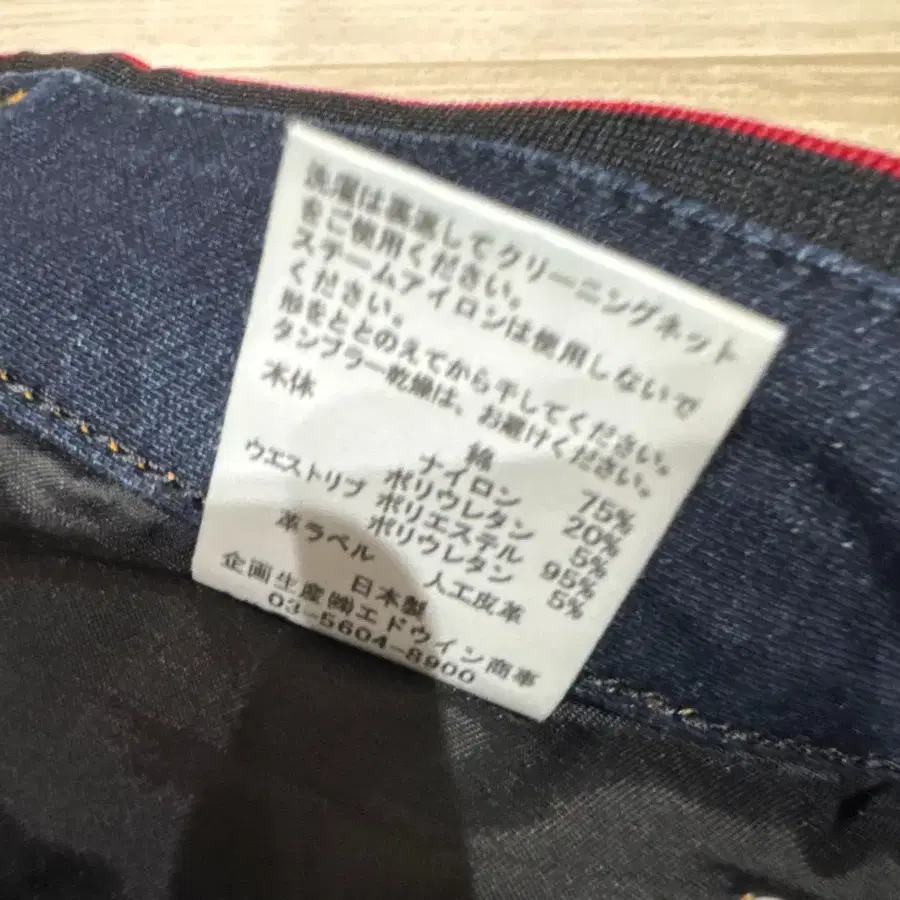 洗濯は裏返してクリーニングネット
をご使用ください。
スチームアイロンは使用しないで
ください。
形をととのえてから干してください。
タンブラー乾燥は、お避けください。
本体 綿 75%
ナイロン 20%
ポリウレタン 5%
ウエストリブ ポリエステル 95%
ポリウレタン 5%
革ラベル 人工皮革
日本製
企画生産㈱エドウイン商事
03-5604-8900